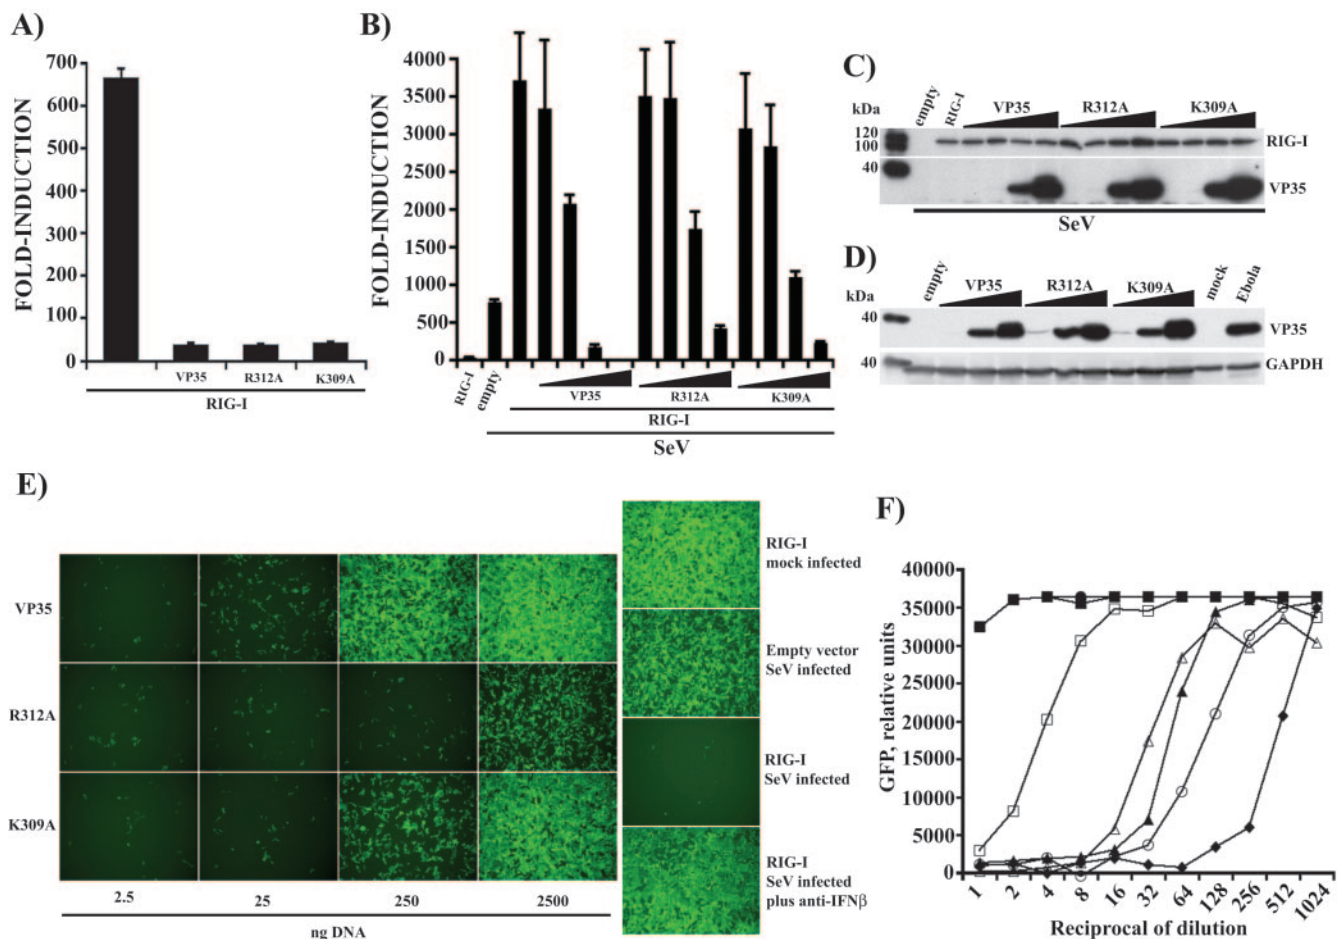 A)
FOLD-INDUCTION
700
600
500
400
300
200
100
0
VP35
R312A
K309A
RIG-I
B)
FOLD-INDUCTION
4000
3500
3000
2500
2000
1500
1000
500
0
RIG-I
empty
VP35
R312A
K309A
RIG-I
SeV
C)
kDa
empty
RIG-I
VP35
R312A
K309A
120
100
40
RIG-I
VP35
SeV
D)
kDa
empty
VP35
R312A
K309A
mock
Ebola
40
40
VP35
GAPDH
E)
VP35
R312A
K309A
2.5
25
250
2500
ng DNA
RIG-I
mock infected
Empty vector
SeV infected
RIG-I
SeV infected
RIG-I
SeV infected
plus anti-IFNβ
F)
GFP, relative units
40000
35000
30000
25000
20000
15000
10000
5000
0
1
2
4
8
16
32
64
128
256
512
1024
Reciprocal of dilution